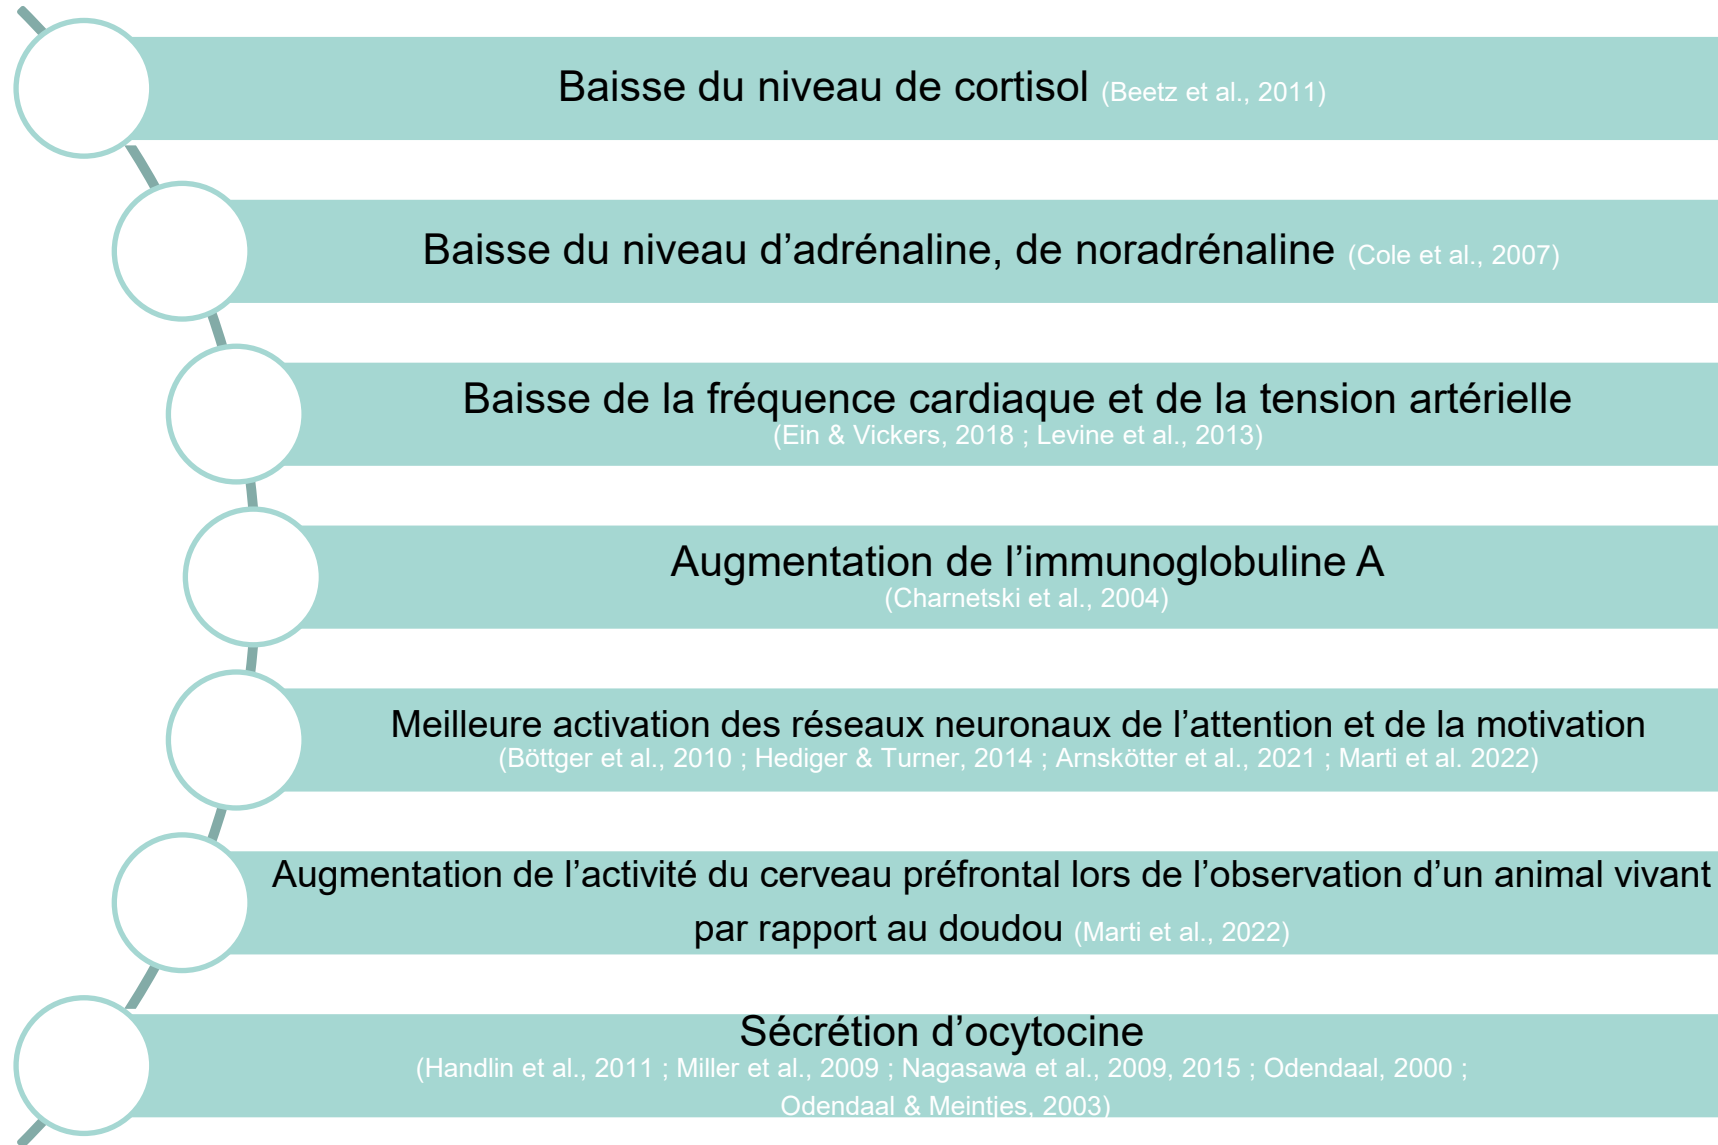 Baisse du niveau de cortisol (Beetz et al., 2011)
Baisse du niveau d’adrénaline, de noradrénaline (Cole et al., 2007)
Baisse de la fréquence cardiaque et de la tension artérielle
(Ein & Vickers, 2018 ; Levine et al., 2013)
Augmentation de l’immunoglobuline A
(Charnetski et al., 2004)
Meilleure activation des réseaux neuronaux de l’attention et de la motivation
(Böttger et al., 2010 ; Hediger & Turner, 2014 ; Arnskötter et al., 2021 ; Marti et al. 2022)
Augmentation de l’activité du cerveau préfrontal lors de l’observation d’un animal vivant
par rapport au doudou (Marti et al., 2022)
Sécrétion d’ocytocine
(Handlin et al., 2011 ; Miller et al., 2009 ; Nagasawa et al., 2009, 2015 ; Odendaal, 2000 ;
Odendaal & Meintjes, 2003)